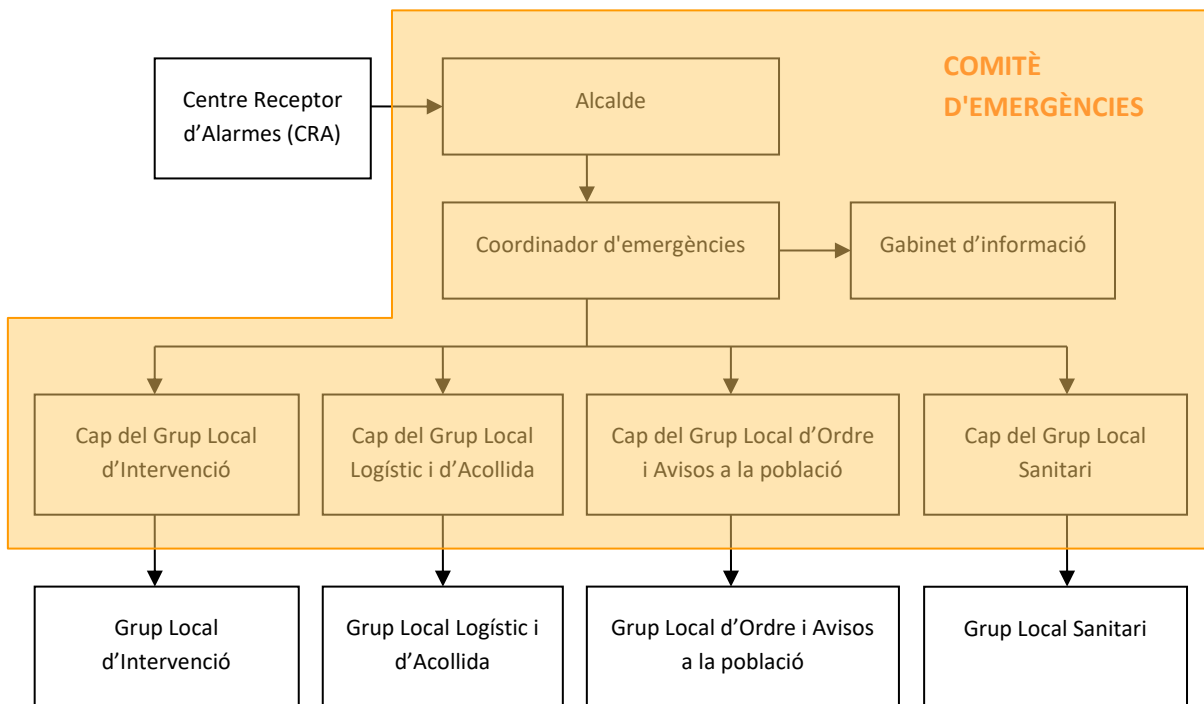 COMITÈ
D'EMERGÈNCIES
Centre Receptor
d’Alarmes (CRA)
Alcalde
Coordinador d'emergències
Gabinet d’informació
Cap del Grup Local
d’Intervenció
Cap del Grup Local
Logístic i d’Acollida
Cap del Grup Local d’Ordre
i Avisos a la població
Cap del Grup Local
Sanitari
Grup Local
d’Intervenció
Grup Local Logístic i
d’Acollida
Grup Local d’Ordre i Avisos
a la població
Grup Local Sanitari